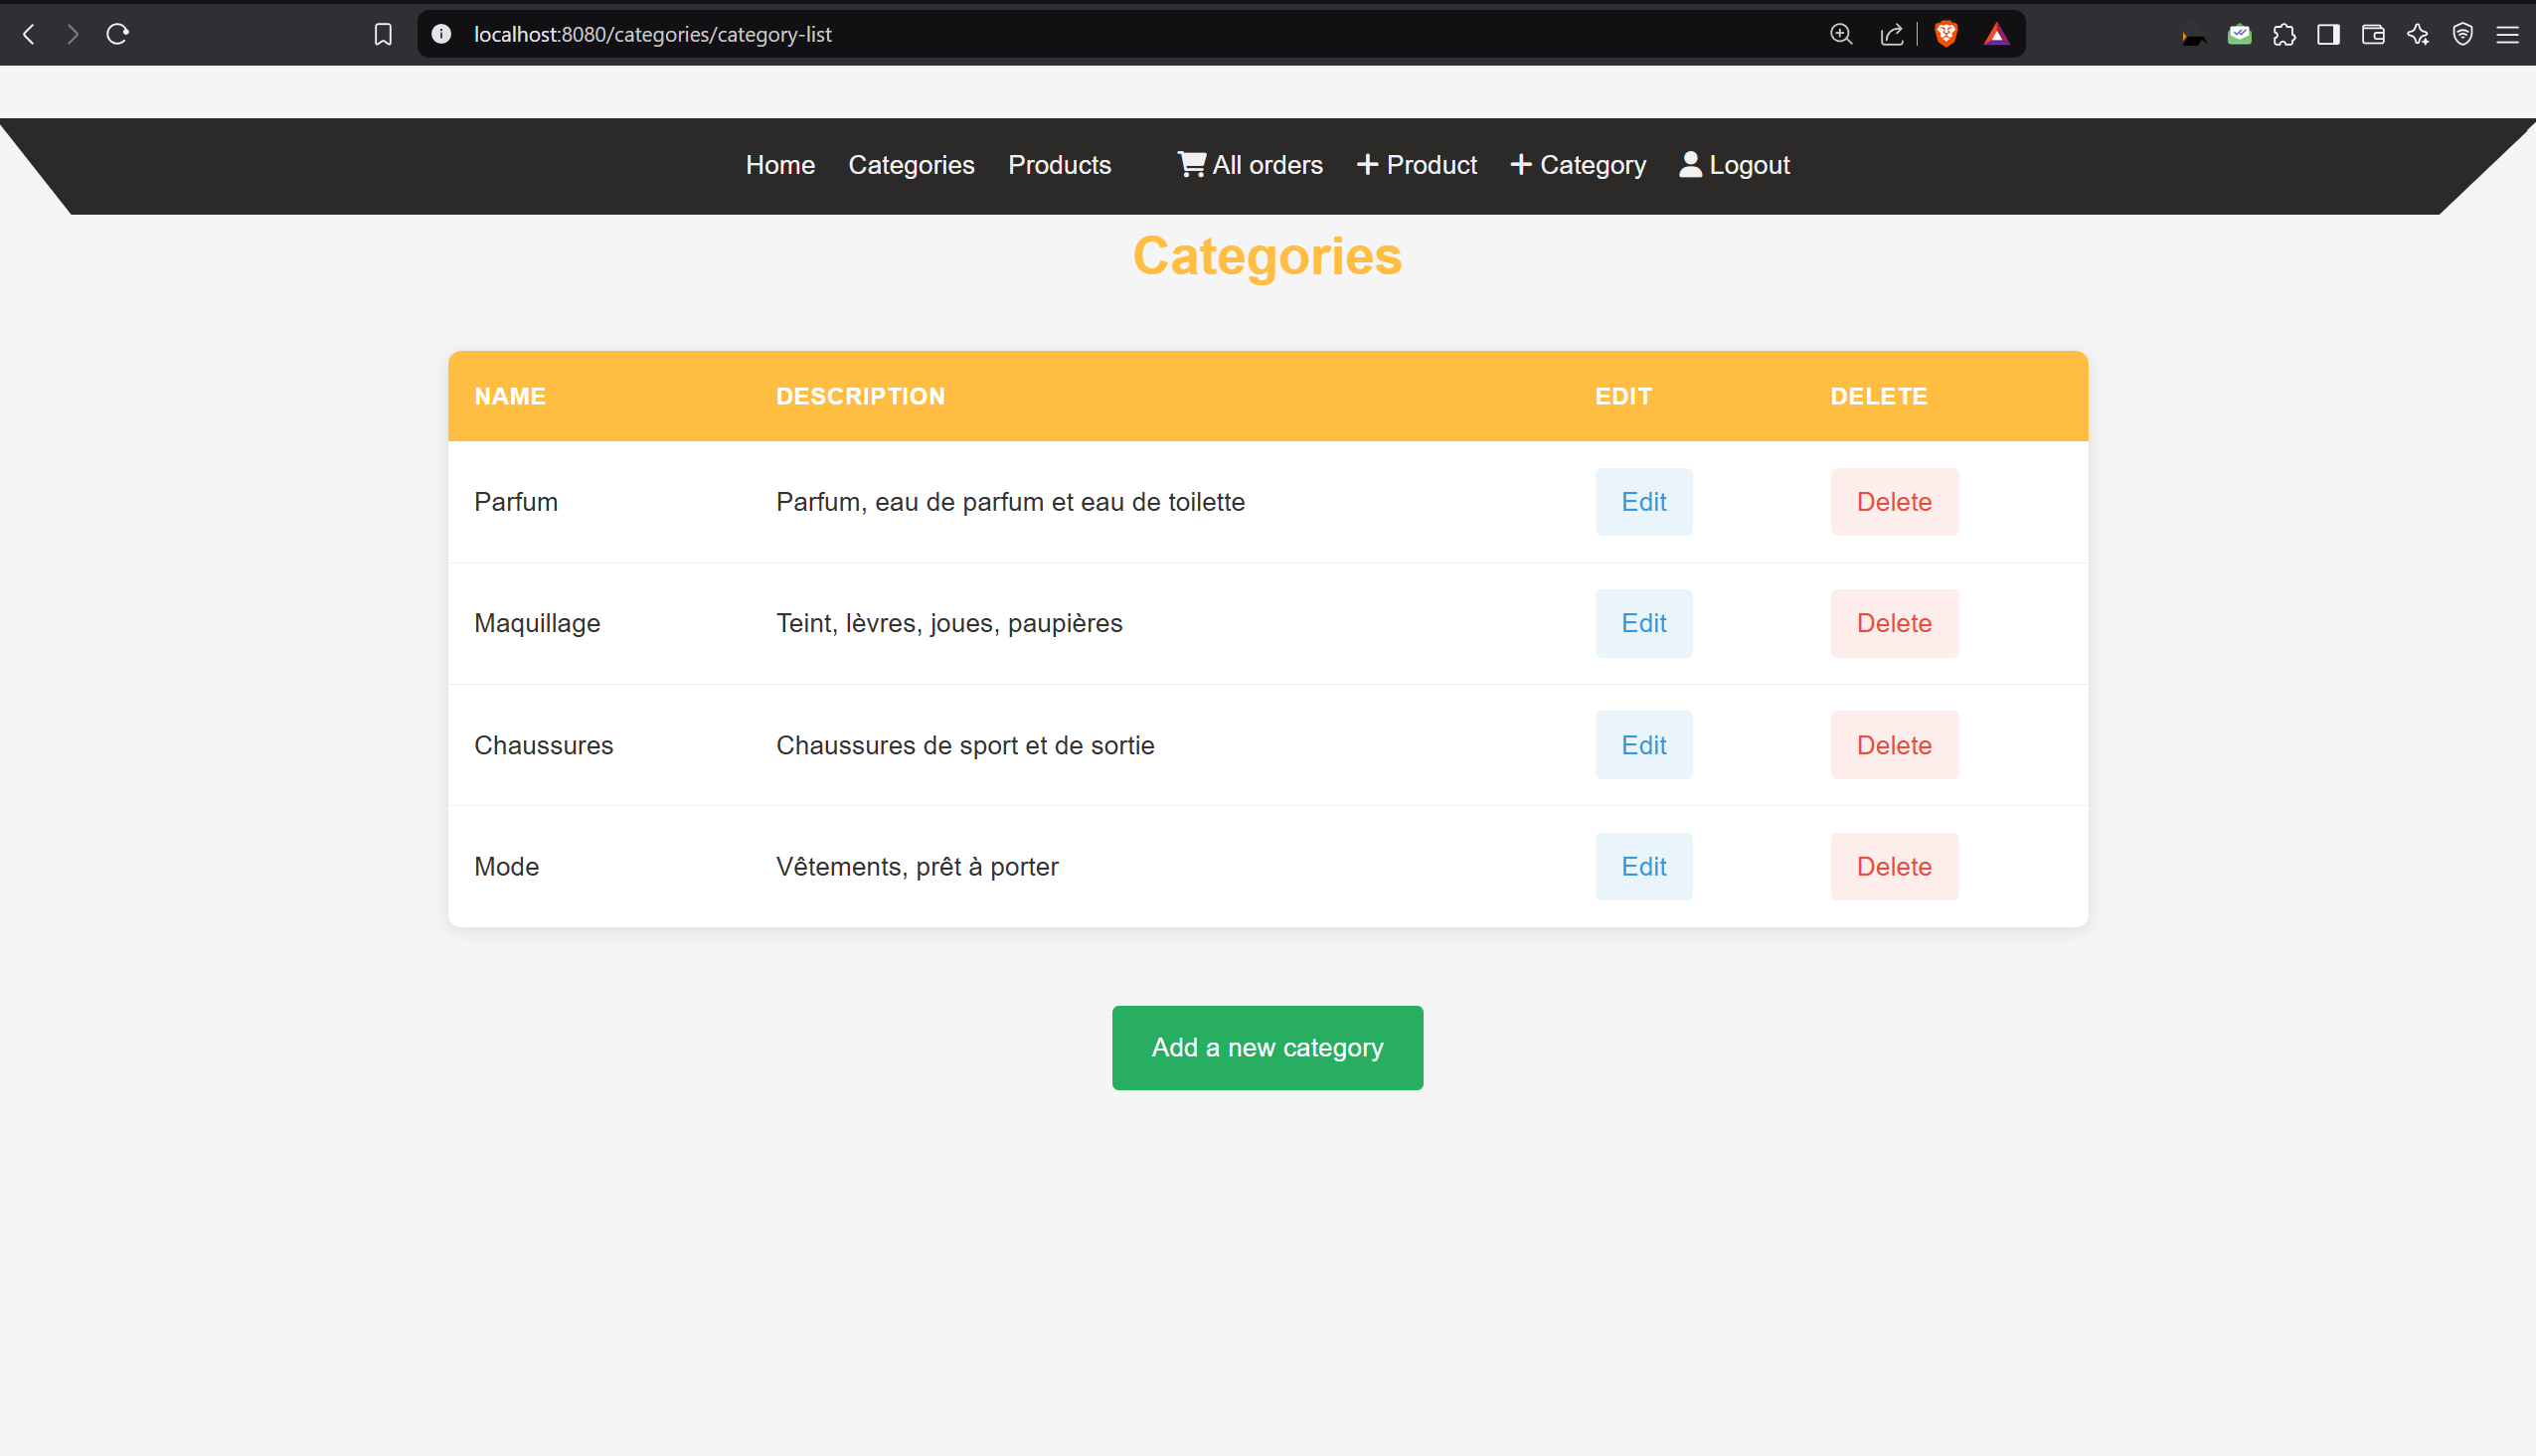 localhost:8080/categories/category-list
Home Categories Products All orders Product Category Logout
Categories
NAME DESCRIPTION EDIT DELETE
Parfum Parfum, eau de parfum et eau de toilette Edit Delete
Maquillage Teint, lèvres, joues, paupières Edit Delete
Chaussures Chaussures de sport et de sortie Edit Delete
Mode Vêtements, prêt à porter Edit Delete
Add a new category